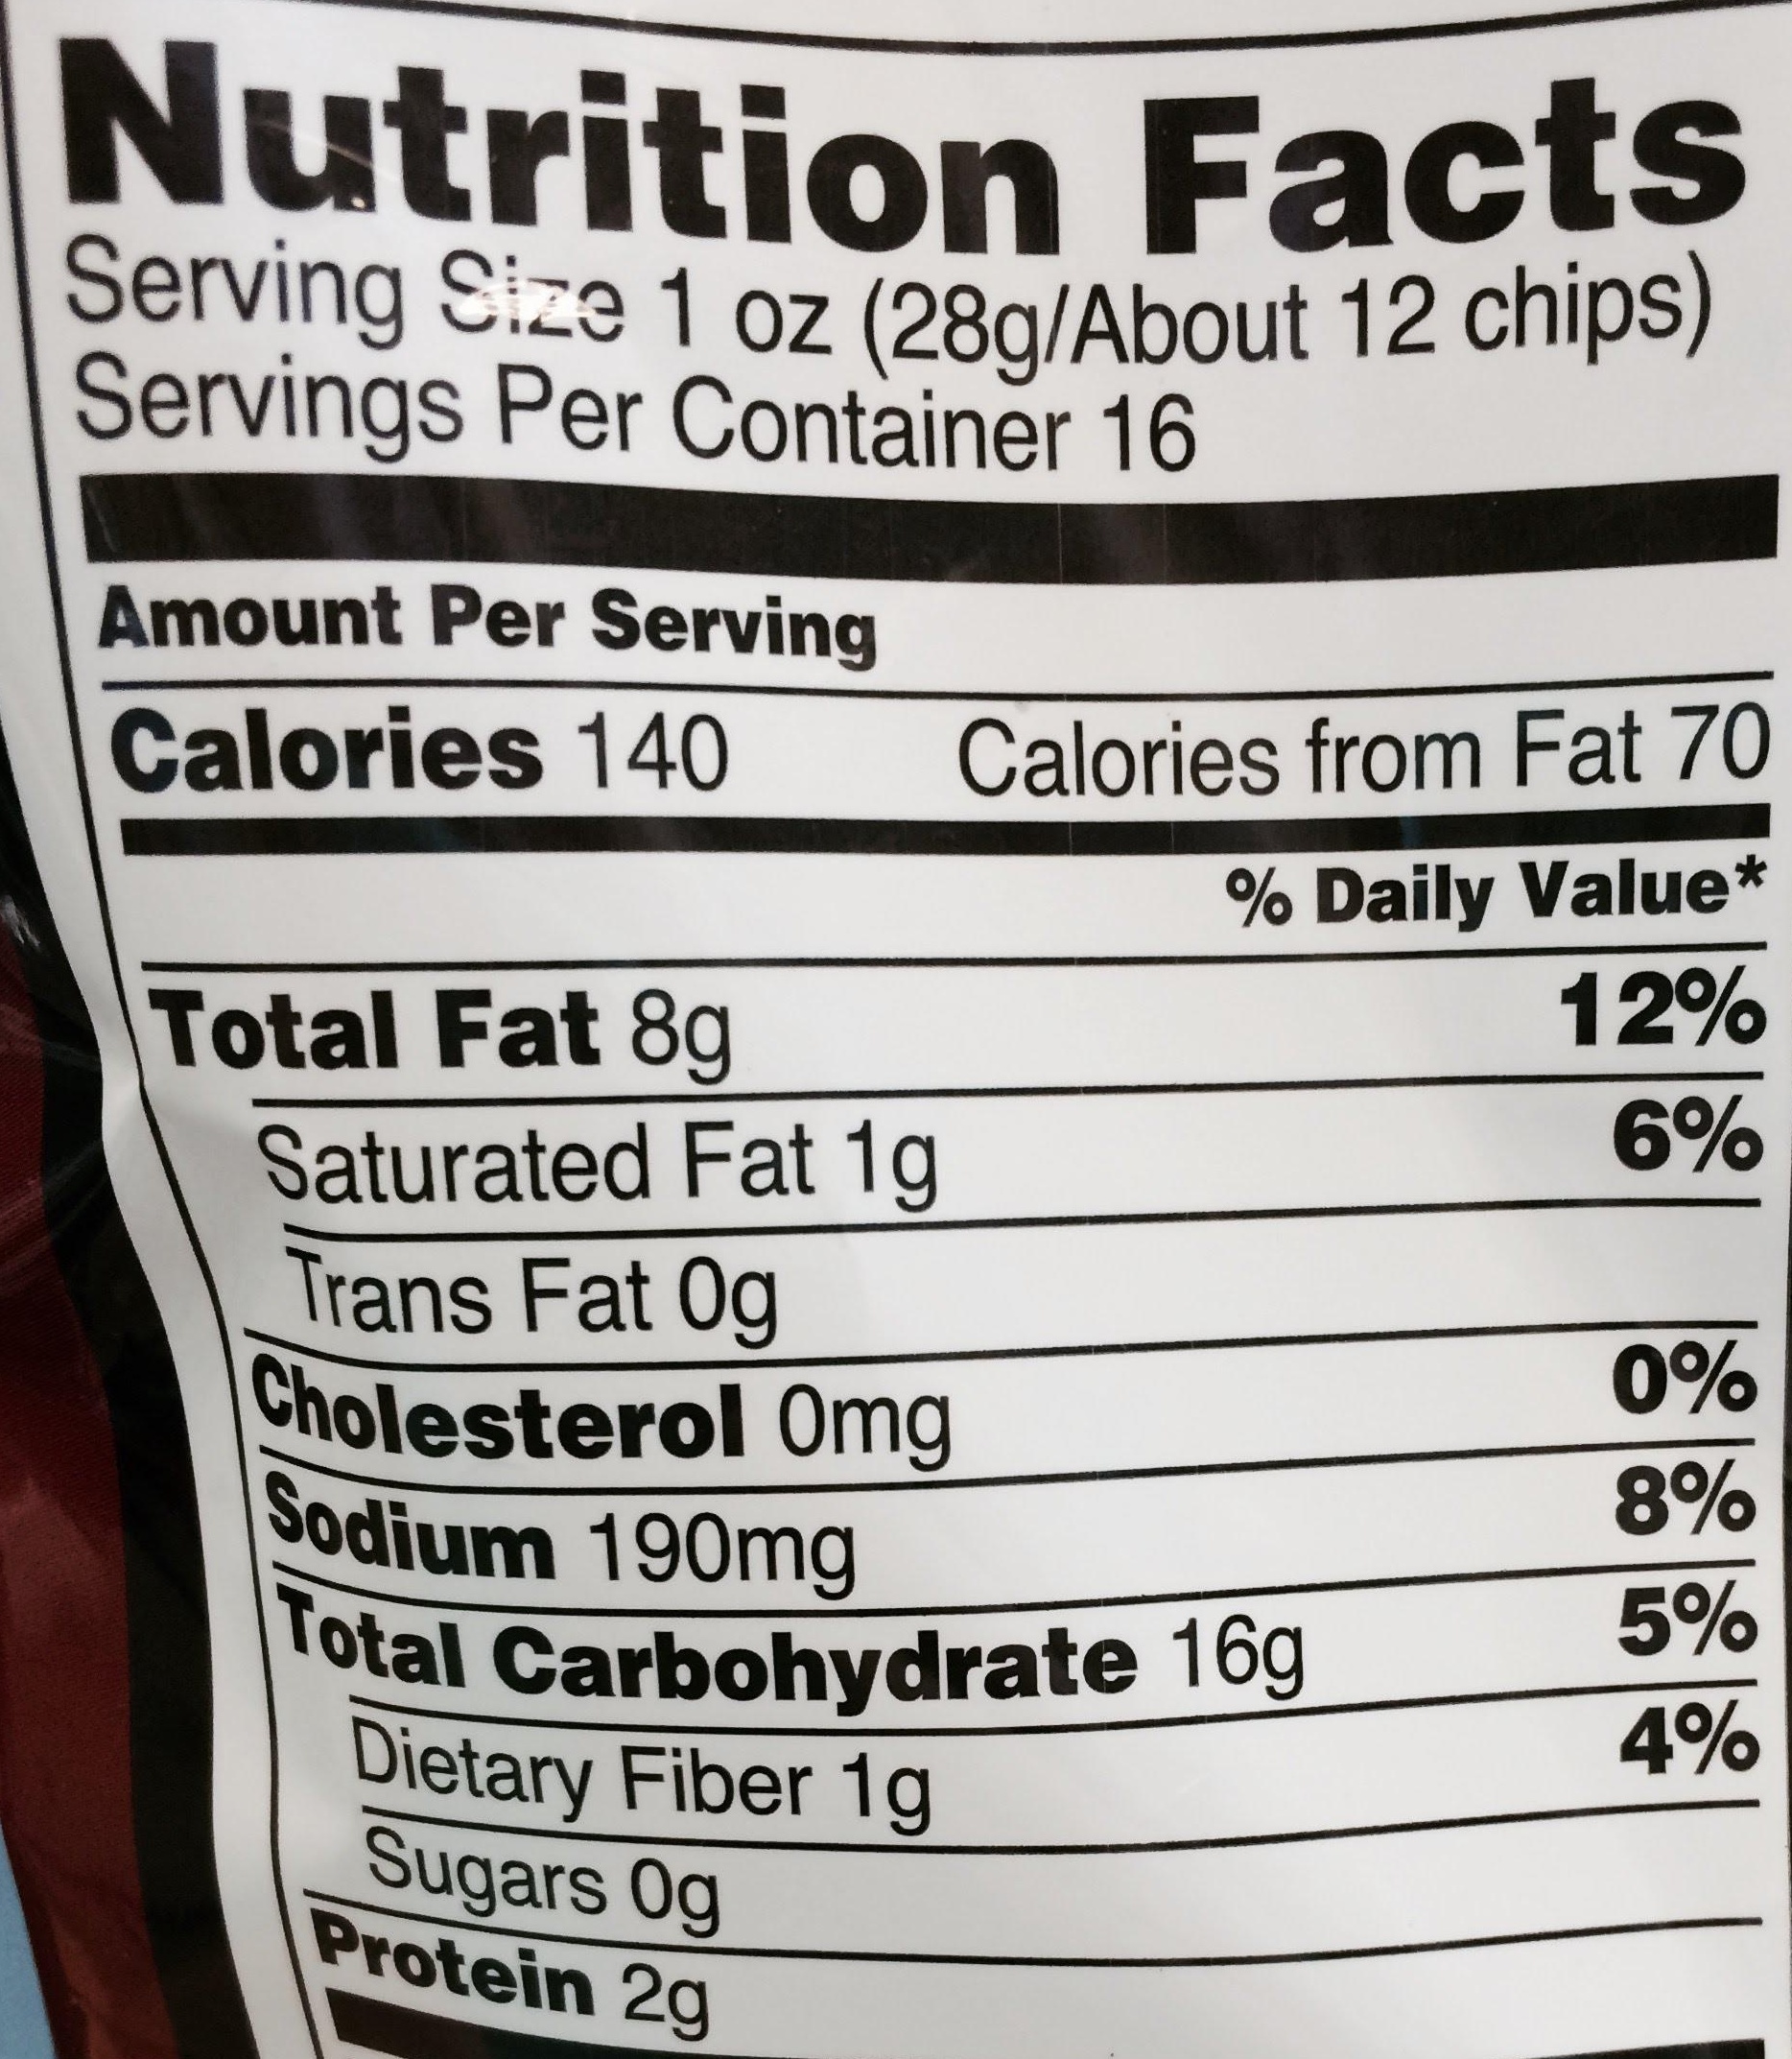 Nutrition Facts
Serving Size 1 oz (28g/About 12 chips)
Servings Per Container 16
Amount Per Serving
Calories 140 Calories from Fat 70
% Daily Value*
Total Fat 8g 12%
Saturated Fat 1g 6%
Trans Fat 0g
Cholesterol 0mg 0%
Sodium 190mg 8%
Total Carbohydrate 16g 5%
Dietary Fiber 1g 4%
Sugars 0g
Protein 2g